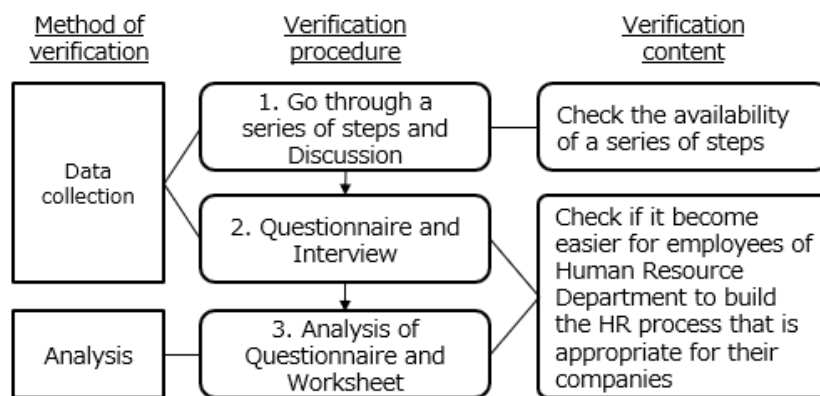 Method of
verification
Verification
procedure
Verification
content
Data
collection
1. Go through a
series of steps and
Discussion
Check the availability
of a series of steps
2. Questionnaire and
Interview
Check if it become
easier for employees of
Human Resource
Department to build
the HR process that is
appropriate for their
companies
Analysis
3. Analysis of
Questionnaire and
Worksheet